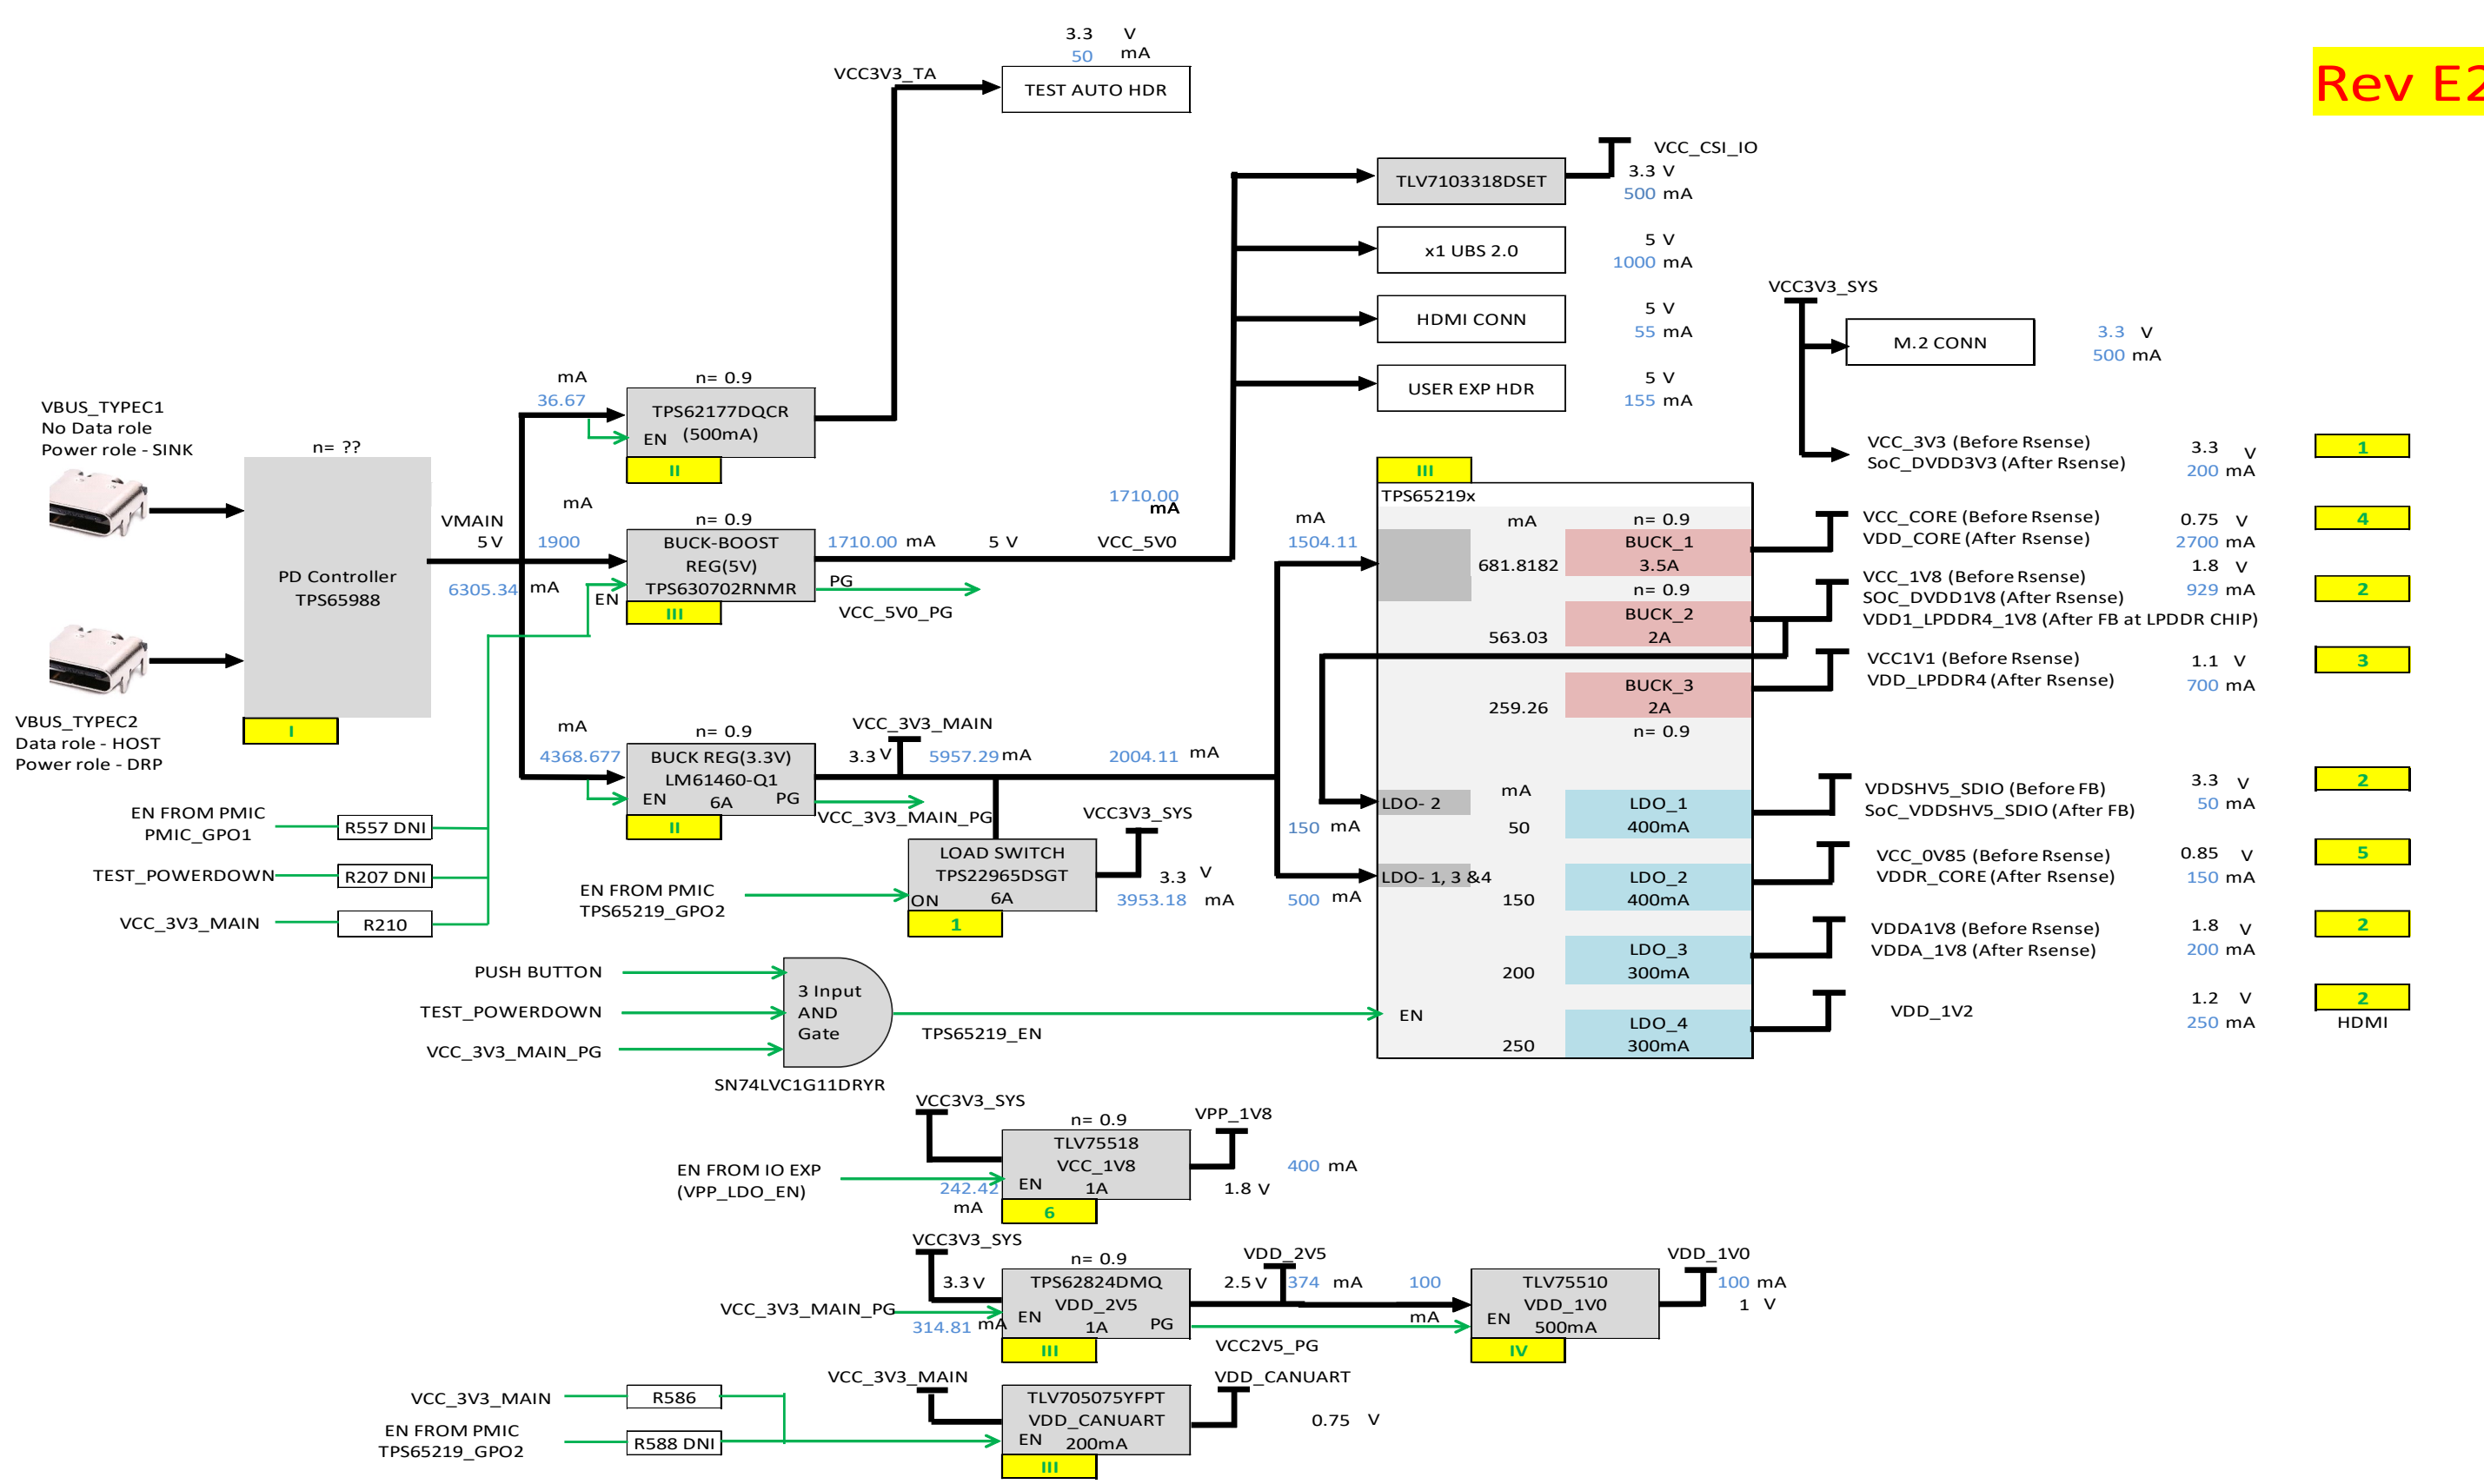 3.3 V
50 mA
VCC3V3_TA
TEST AUTO HDR
Rev E2
VCC_CSI_IO
TLV7103318DSET
3.3 V
500 mA
x1 UBS 2.0
5 V
1000 mA
HDMI CONN
5 V
55 mA
USER EXP HDR
5 V
155 mA
VCC3V3_SYS
M.2 CONN
3.3 V
500 mA
VCC_3V3 (Before Rsense)
SoC_DVDD3V3 (After Rsense)
3.3 V
200 mA
1
VBUS_TYPEC1
No Data role
Power role - SINK
n= ??
PD Controller
TPS65988
I
VBUS_TYPEC2
Data role - HOST
Power role - DRP
VMAIN
5 V
6305.34 mA
mA
36.67
n= 0.9
TPS62177DQCR
(500mA)
EN
II
mA
1900
n= 0.9
BUCK-BOOST
REG(5V)
TPS630702RNMR
EN
III
1710.00 mA
5 V
VCC_5V0
1710.00
mA
PG
VCC_5V0_PG
mA
4368.677
n= 0.9
BUCK REG(3.3V)
LM61460-Q1
6A
EN
PG
II
VCC_3V3_MAIN
3.3 V
5957.29 mA
2004.11 mA
VCC_3V3_MAIN_PG
VCC3V3_SYS
LOAD SWITCH
TPS22965DSGT
6A
ON
1
3.3 V
3953.18 mA
EN FROM PMIC
TPS65219_GPO2
EN FROM PMIC
PMIC_GPO1
R557 DNI
TEST_POWERDOWN
R207 DNI
VCC_3V3_MAIN
R210
III
TPS65219x
mA
1504.11
mA
n= 0.9
BUCK_1
3.5A
681.8182
n= 0.9
BUCK_2
2A
563.03
BUCK_3
2A
259.26
n= 0.9
LDO- 2
150 mA
mA
LDO_1
400mA
50
LDO- 1, 3 &4
500 mA
LDO_2
400mA
150
LDO_3
300mA
200
EN
LDO_4
300mA
250
VCC_CORE (Before Rsense)
VDD_CORE (After Rsense)
0.75 V
2700 mA
4
VCC_1V8 (Before Rsense)
SOC_DVDD1V8 (After Rsense)
VDD1_LPDDR4_1V8 (After FB at LPDDR CHIP)
1.8 V
929 mA
2
VCC1V1 (Before Rsense)
VDD_LPDDR4 (After Rsense)
1.1 V
700 mA
3
VDDSHV5_SDIO (Before FB)
SoC_VDDSHV5_SDIO (After FB)
3.3 V
50 mA
2
VCC_0V85 (Before Rsense)
VDDR_CORE (After Rsense)
0.85 V
150 mA
5
VDDA1V8 (Before Rsense)
VDDA_1V8 (After Rsense)
1.8 V
200 mA
2
VDD_1V2
1.2 V
250 mA
2
HDMI
PUSH BUTTON
TEST_POWERDOWN
VCC_3V3_MAIN_PG
3 Input
AND
Gate
SN74LVC1G11DRYR
TPS65219_EN
VCC3V3_SYS
n= 0.9
TLV75518
VCC_1V8
1A
EN
6
EN FROM IO EXP
(VPP_LDO_EN)
242.42
mA
VPP_1V8
400 mA
1.8 V
VCC3V3_SYS
3.3 V
n= 0.9
TPS62824DMQ
VDD_2V5
1A
EN
PG
III
VCC_3V3_MAIN_PG
314.81 mA
VDD_2V5
2.5 V
374 mA
100
mA
VCC2V5_PG
TLV75510
VDD_1V0
500mA
EN
IV
VDD_1V0
100 mA
1 V
VCC_3V3_MAIN
TLV705075YFPT
VDD_CANUART
200mA
EN
III
VDD_CANUART
0.75 V
VCC_3V3_MAIN
R586
EN FROM PMIC
TPS65219_GPO2
R588 DNI